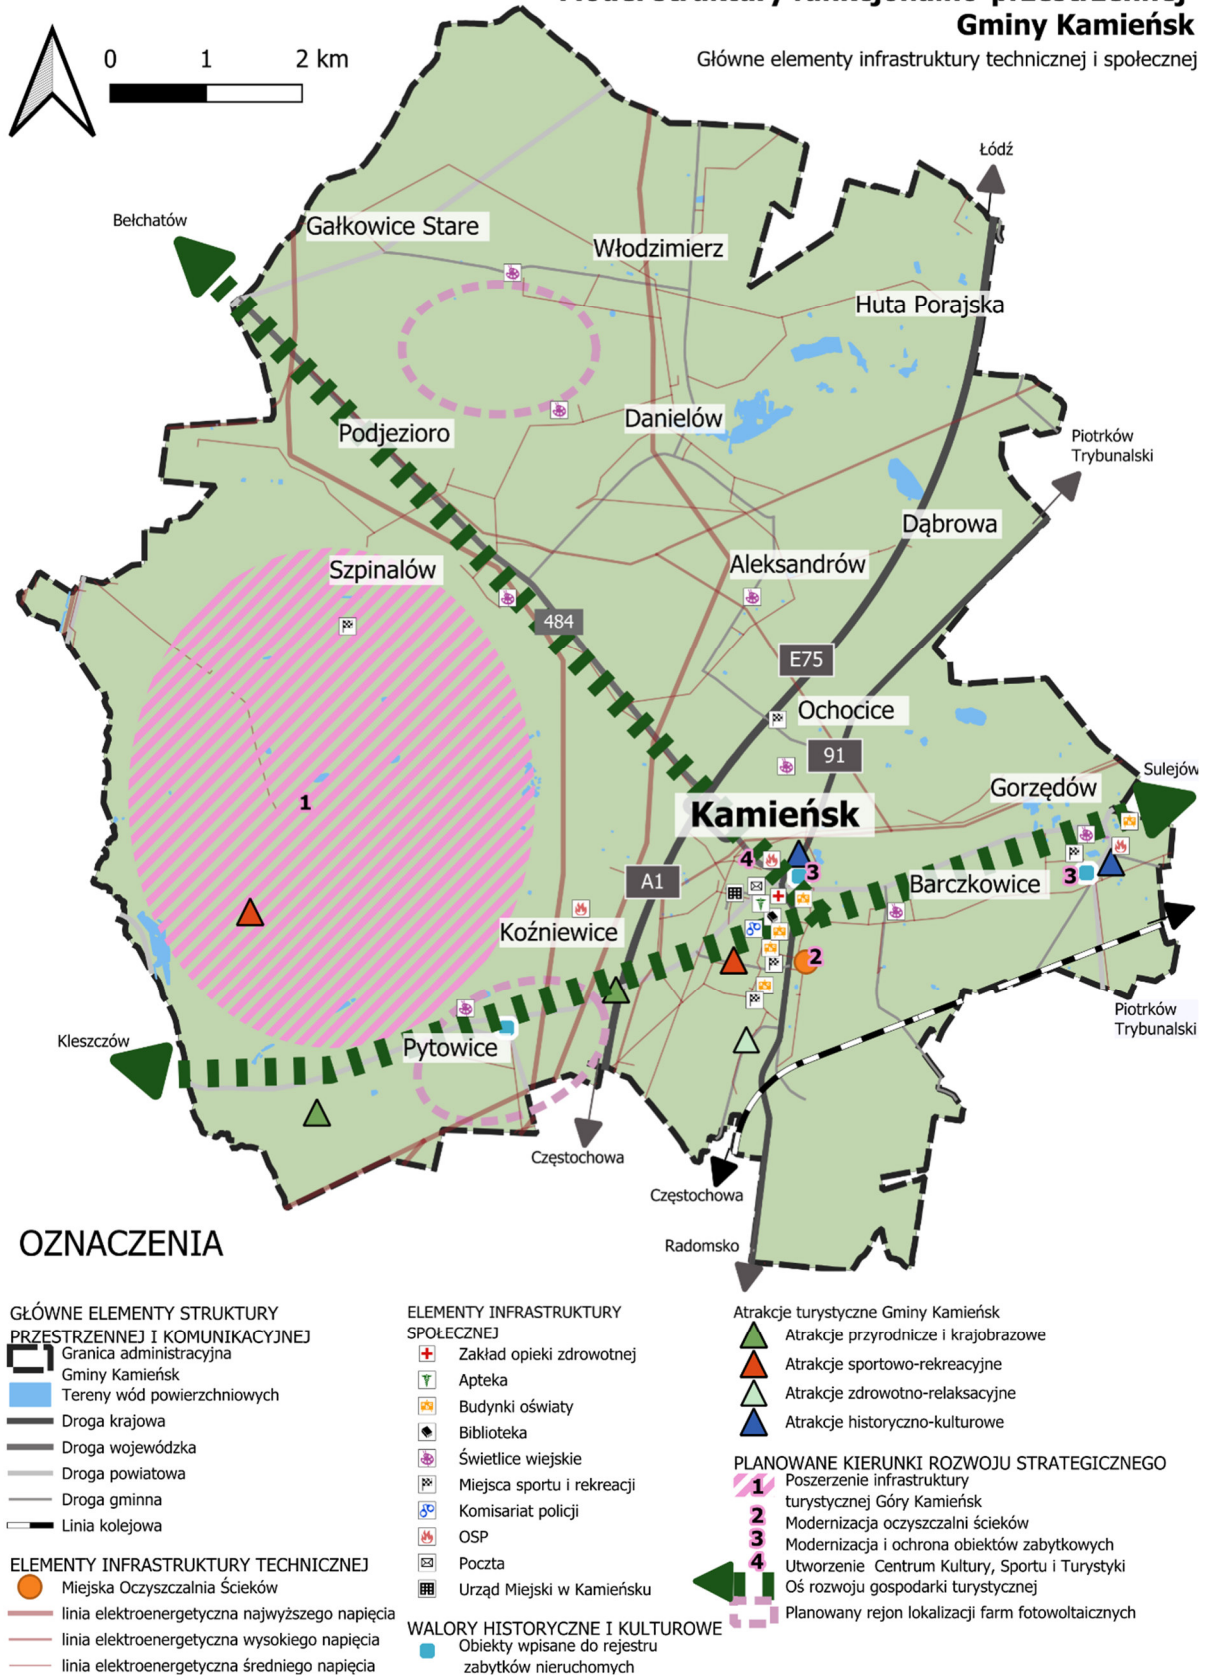 Gminy Kamieńsk
Główne elementy infrastruktury technicznej i społecznej
0 1 2 km
Łódź
Bełchatów
Gałkowice Stare
Włodzimierz
Huta Porajska
Podjezioro
Danielów
Piotrków
Trybunalski
Dąbrowa
Szpinalów
Aleksandrów
484
E75
Ochocice
91
Sulejów
Gorzędów
1
Kamieńsk
4
3
3
A1
Barczkowice
Koźniewice
2
Piotrków
Trybunalski
Kleszczów
Pytowice
Częstochowa
Częstochowa
Radomsko
OZNACZENIA
GŁÓWNE ELEMENTY STRUKTURY
PRZESTRZENNEJ I KOMUNIKACYJNEJ
Granica administracyjna
Gminy Kamieńsk
Tereny wód powierzchniowych
Droga krajowa
Droga wojewódzka
Droga powiatowa
Droga gminna
Linia kolejowa
ELEMENTY INFRASTRUKTURY TECHNICZNEJ
Miejska Oczyszczalnia Ścieków
linia elektroenergetyczna najwyższego napięcia
linia elektroenergetyczna wysokiego napięcia
linia elektroenergetyczna średniego napięcia
ELEMENTY INFRASTRUKTURY
SPOŁECZNEJ
Zakład opieki zdrowotnej
Apteka
Budynki oświaty
Biblioteka
Świetlice wiejskie
Miejsca sportu i rekreacji
Komisariat policji
OSP
Poczta
Urząd Miejski w Kamieńsku
WALORY HISTORYCZNE I KULTUROWE
Obiekty wpisane do rejestru
zabytków nieruchomych
Atrakcje turystyczne Gminy Kamieńsk
Atrakcje przyrodnicze i krajobrazowe
Atrakcje sportowo-rekreacyjne
Atrakcje zdrowotno-relaksacyjne
Atrakcje historyczno-kulturowe
PLANOWANE KIERUNKI ROZWOJU STRATEGICZNEGO
1 Poszerzenie infrastruktury
turystycznej Góry Kamieńsk
2 Modernizacja oczyszczalni ścieków
3 Modernizacja i ochrona obiektów zabytkowych
4 Utworzenie Centrum Kultury, Sportu i Turystyki
Oś rozwoju gospodarki turystycznej
Planowany rejon lokalizacji farm fotowoltaicznych